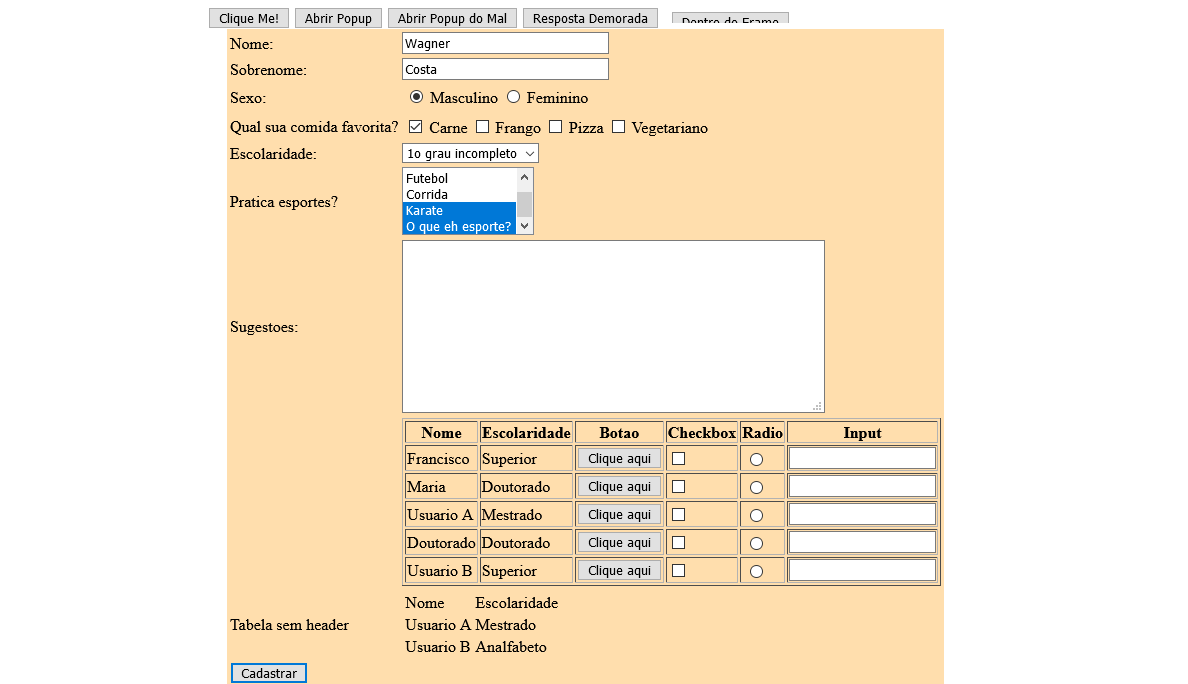 Clique Me! Abrir Popup Abrir Popup do Mal Resposta Demorada Dentro do Frame
Nome: Wagner
Sobrenome: Costa
Sexo: Masculino Feminino
Qual sua comida favorita? Carne Frango Pizza Vegetariano
Escolaridade: 1o grau incompleto
Futebol
Corrida
Pratica esportes?
Karate
O que eh esporte?
Sugestoes:
Nome Escolaridade Botao Checkbox Radio Input
Francisco Superior Clique aqui
Maria Doutorado Clique aqui
Usuario A Mestrado Clique aqui
Doutorado Doutorado Clique aqui
Usuario B Superior Clique aqui
Nome Escolaridade
Tabela sem header Usuario A Mestrado
Usuario B Analfabeto
Cadastrar